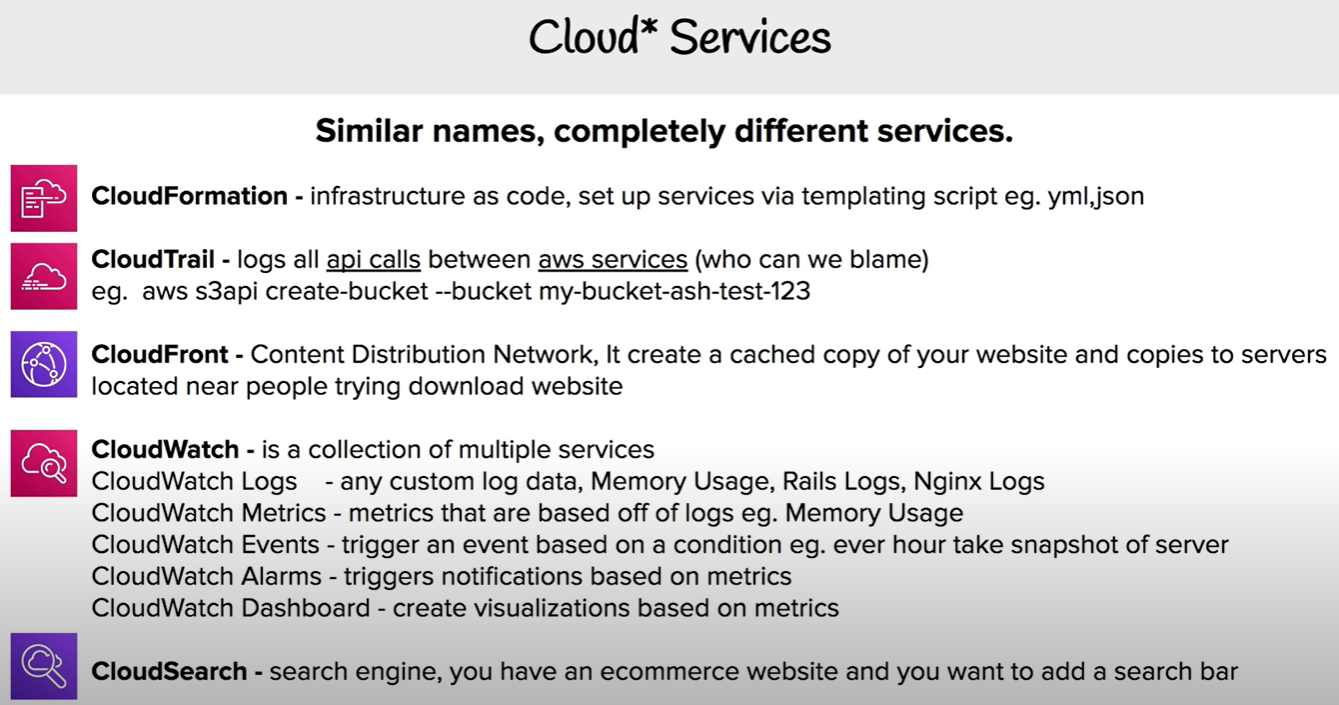 Cloud* Services
Similar names, completely different services.
CloudFormation - infrastructure as code, set up services via templating script eg. yml,json
CloudTrail - logs all api calls between aws services (who can we blame)
eg. aws s3api create-bucket --bucket my-bucket-ash-test-123
CloudFront - Content Distribution Network, It create a cached copy of your website and copies to servers
located near people trying download website
CloudWatch - is a collection of multiple services
CloudWatch Logs - any custom log data, Memory Usage, Rails Logs, Nginx Logs
CloudWatch Metrics - metrics that are based off of logs eg. Memory Usage
CloudWatch Events - trigger an event based on a condition eg. ever hour take snapshot of server
CloudWatch Alarms - triggers notifications based on metrics
CloudWatch Dashboard - create visualizations based on metrics
CloudSearch - search engine, you have an ecommerce website and you want to add a search bar